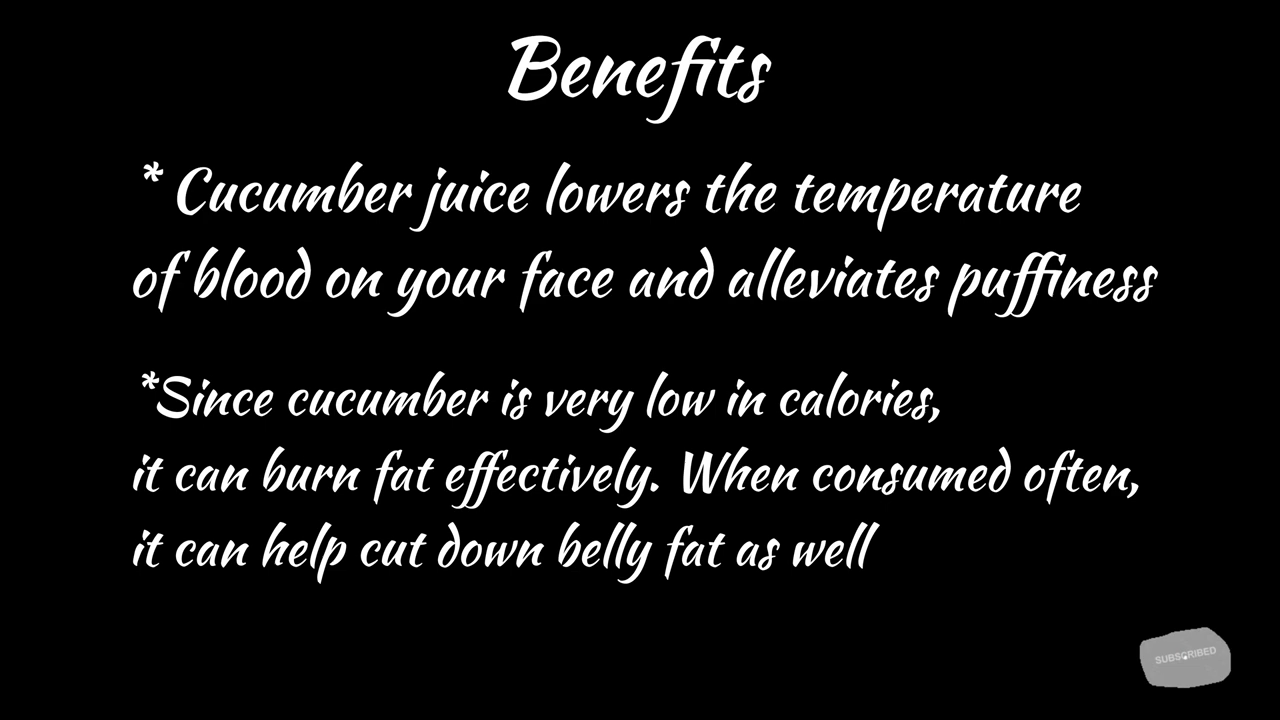 Benefits
* Cucumber juice lowers the temperature
of blood on your face and alleviates puffiness
*Since cucumber is very low in calories,
it can burn fat effectively. When consumed often,
it can help cut down belly fat as well
SUBSCRIBED